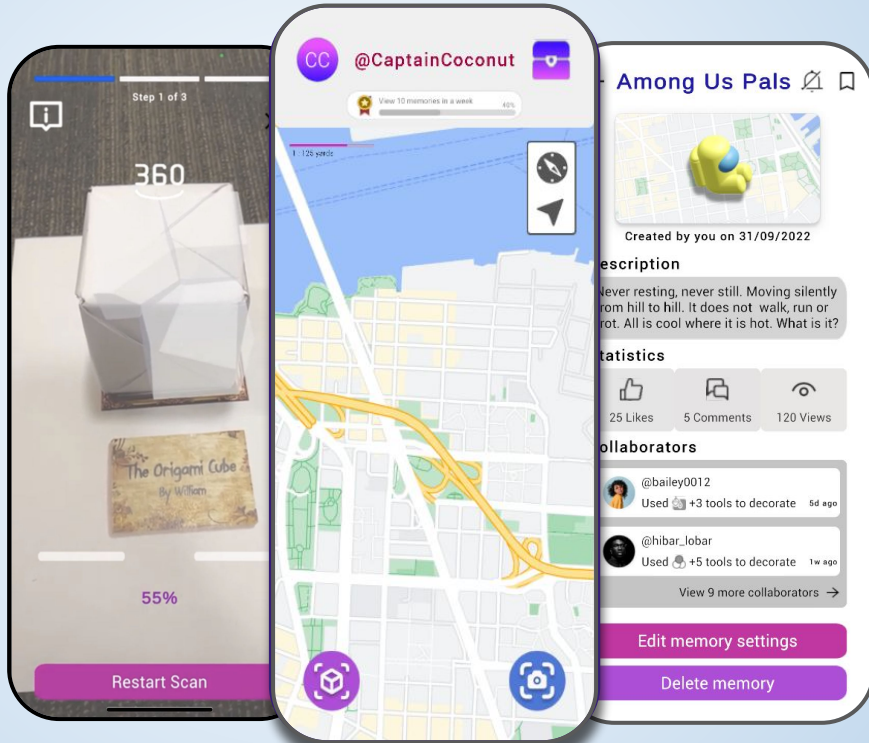 Step 1 of 3
360
The Origami Cube
By William
55%
Restart Scan
CC
@CaptainCoconut
View 10 memories in a week
40%
1 : 125 yards
Among Us Pals
Created by you on 31/09/2022
escription
Never resting, never still. Moving silently
rom hill to hill. It does not walk, run or
rot. All is cool where it is hot. What is it?
tatistics
25 Likes
5 Comments
120 Views
ollaborators
@bailey0012
Used +3 tools to decorate
5d ago
@hibar_lobar
Used +5 tools to decorate
1w ago
View 9 more collaborators →
Edit memory settings
Delete memory